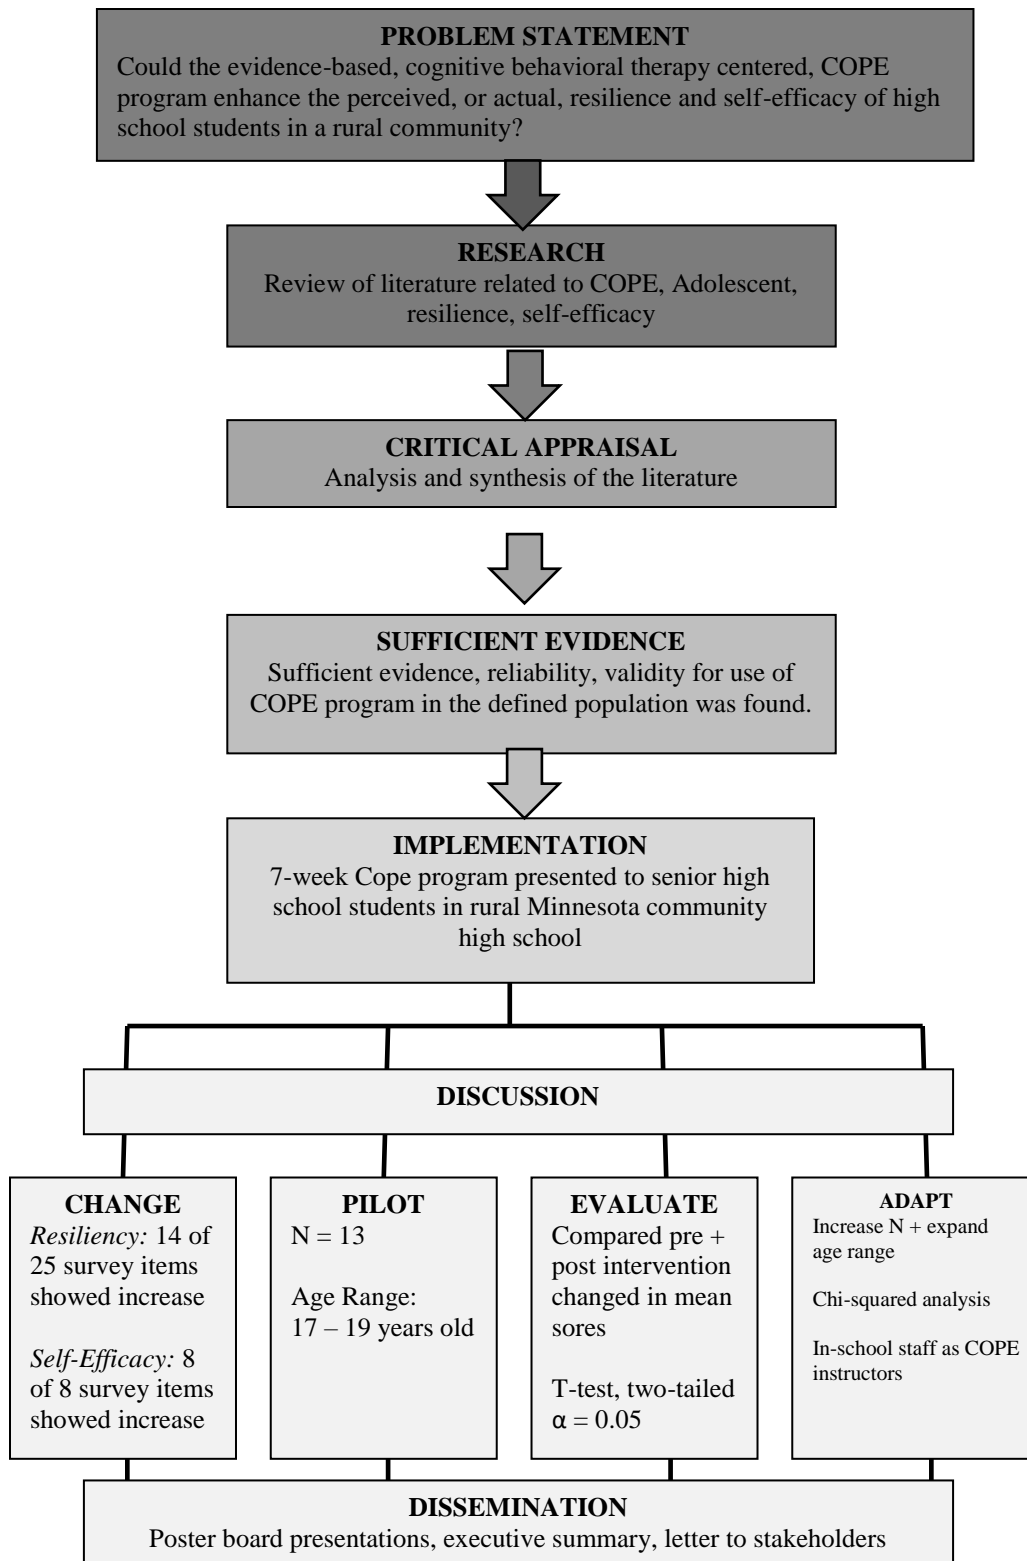 PROBLEM STATEMENT
Could the evidence-based, cognitive behavioral therapy centered, COPE
program enhance the perceived, or actual, resilience and self-efficacy of high
school students in a rural community?
RESEARCH
Review of literature related to COPE, Adolescent,
resilience, self-efficacy
CRITICAL APPRAISAL
Analysis and synthesis of the literature
SUFFICIENT EVIDENCE
Sufficient evidence, reliability, validity for use of
COPE program in the defined population was found.
IMPLEMENTATION
7-week Cope program presented to senior high
school students in rural Minnesota community
high school
DISCUSSION
CHANGE
Resiliency: 14 of
25 survey items
showed increase
Self-Efficacy: 8
of 8 survey items
showed increase
PILOT
N = 13
Age Range:
17 – 19 years old
EVALUATE
Compared pre +
post intervention
changed in mean
sores
T-test, two-tailed
α = 0.05
ADAPT
Increase N + expand
age range
Chi-squared analysis
In-school staff as COPE
instructors
DISSEMINATION
Poster board presentations, executive summary, letter to stakeholders